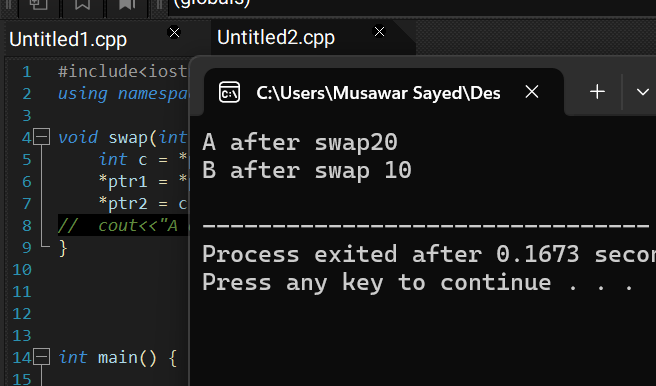 (globals)
Untitled1.cpp
Untitled2.cpp
C:\Users\Musawar Sayed\Des
1 #include<iost
2 using namespa
3
4 void swap(int
5 int c = *
6 *ptr1 = *
7 *ptr2 = c
8 // cout<<"A
9 }
10
11
12
13
14 int main() {
15
A after swap20
B after swap 10
--------------------------------
Process exited after 0.1673 secon
Press any key to continue . . .